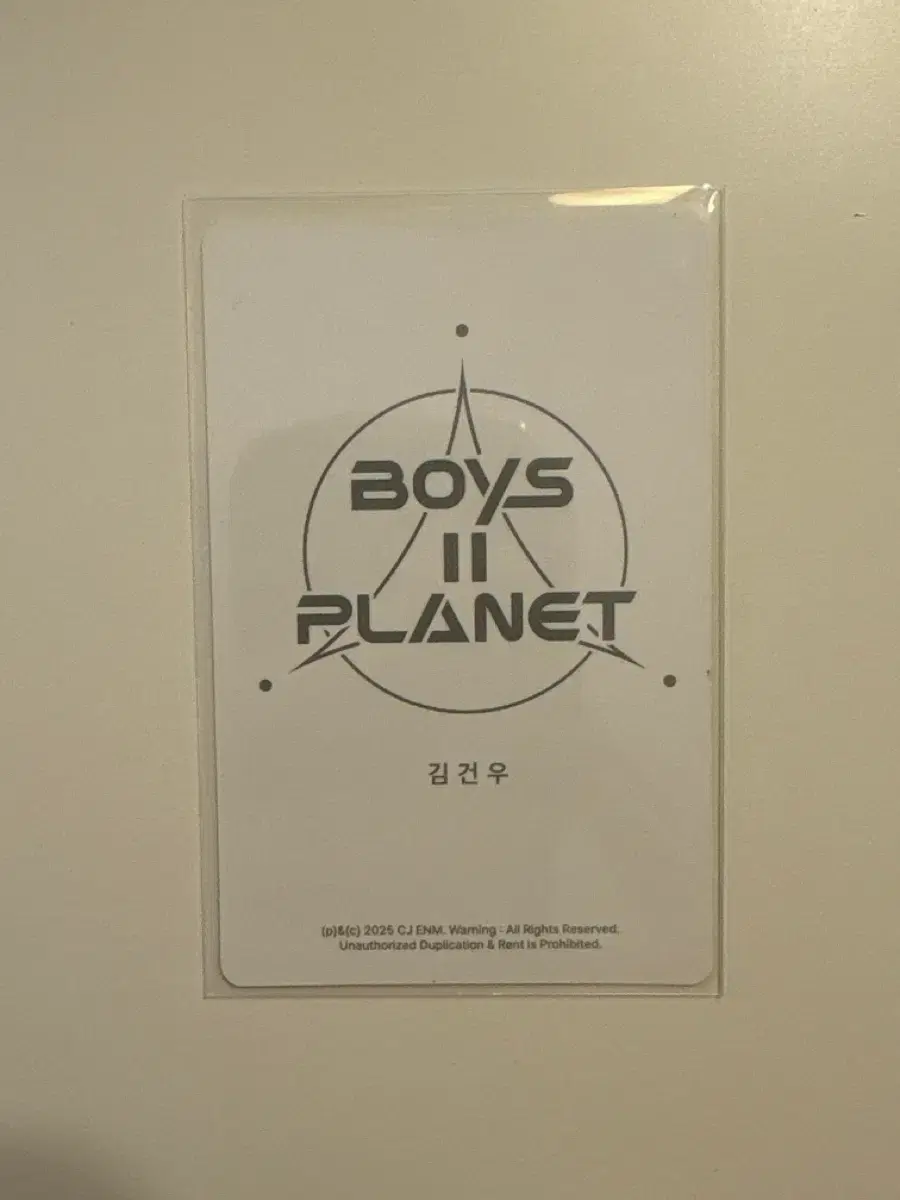 BOYS
II
PLANET
김건우
(p)&(c) 2025 CJ ENM. Warning : All Rights Reserved.
Unauthorized Duplication & Rent is Prohibited.